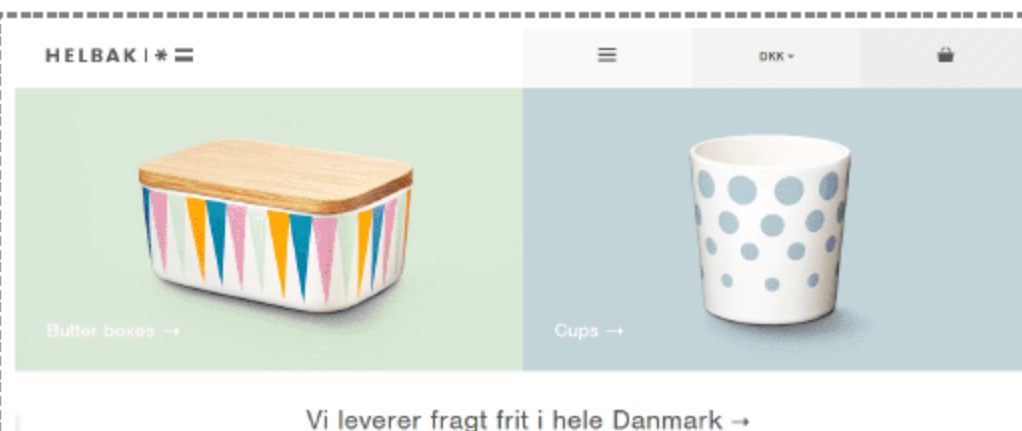 HELBAK
DKK
Butter boxes →
Cups →
Vi leverer fragt frit i hele Danmark →